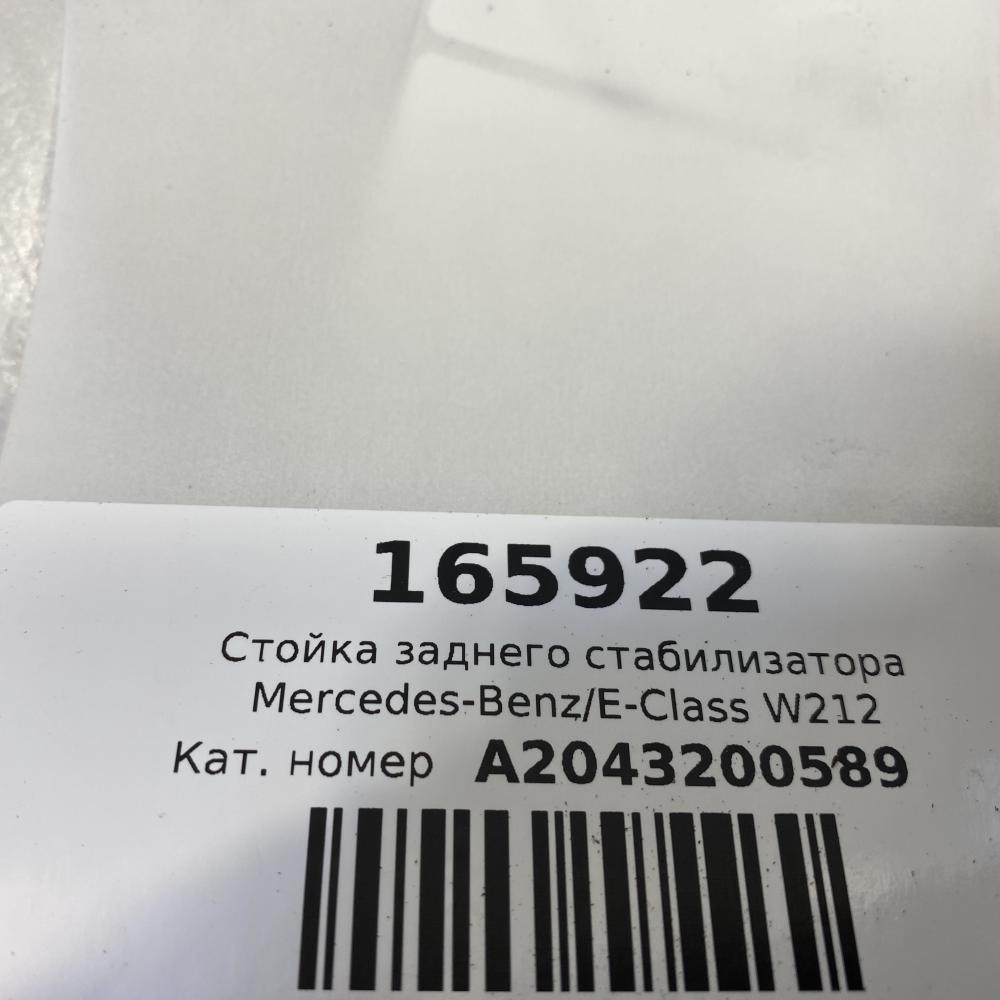 165922
Стойка заднего стабилизатора
Mercedes-Benz/E-Class W212
Кат. номер A2043200589